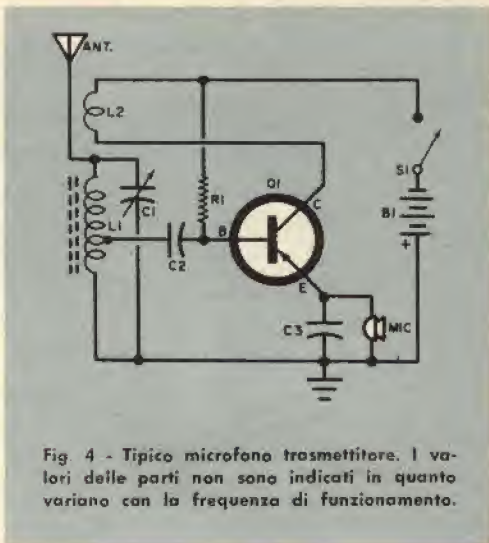 ANT.
L2
R1
Q1
C
S1
C1
L1
B
B1
C2
+
E
C3
MIC
Fig. 4 - Tipico microfono trasmettitore. I va-
lori delle parti non sono indicati in quanto
variano con la frequenza di funzionamento.